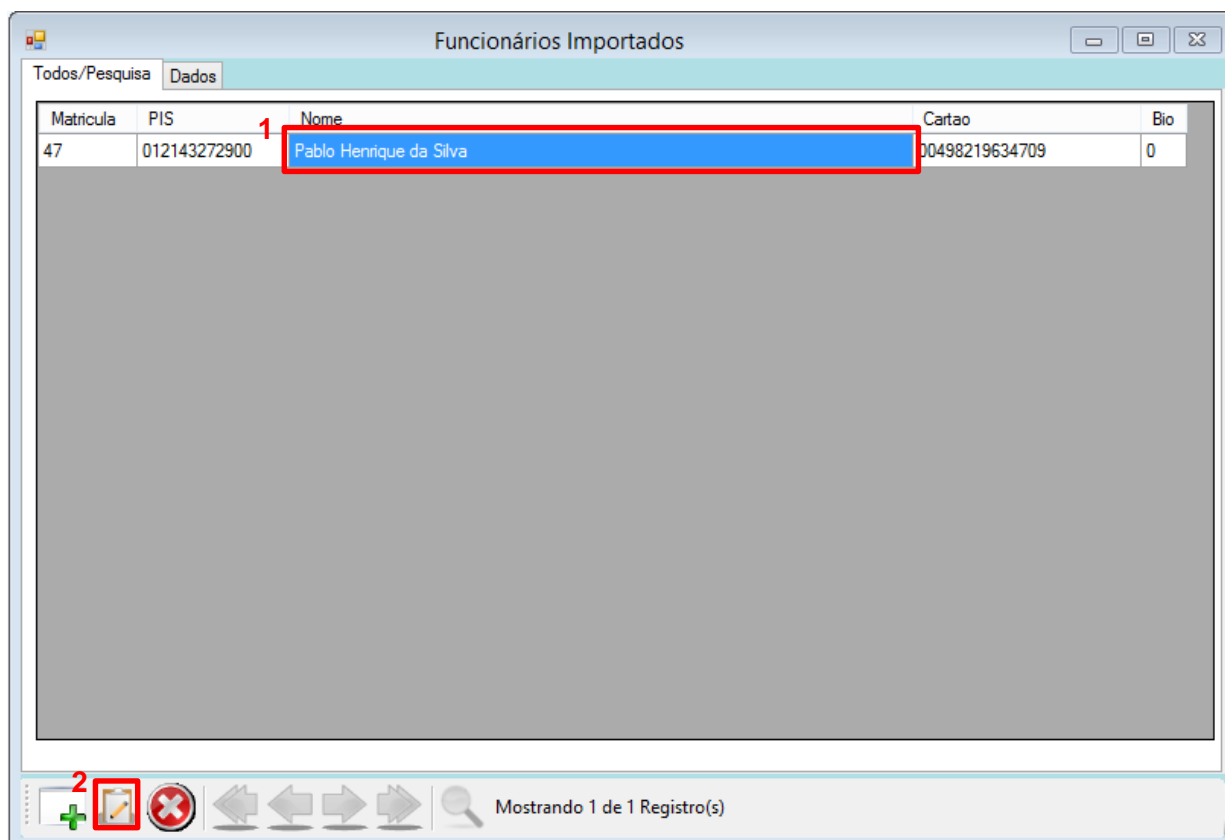 Funcionários Importados
Todos/Pesquisa Dados
Matricula PIS Nome Cartao Bio
1
47 012143272900 Pablo Henrique da Silva 00498219634709 0
2
Mostrando 1 de 1 Registro(s)